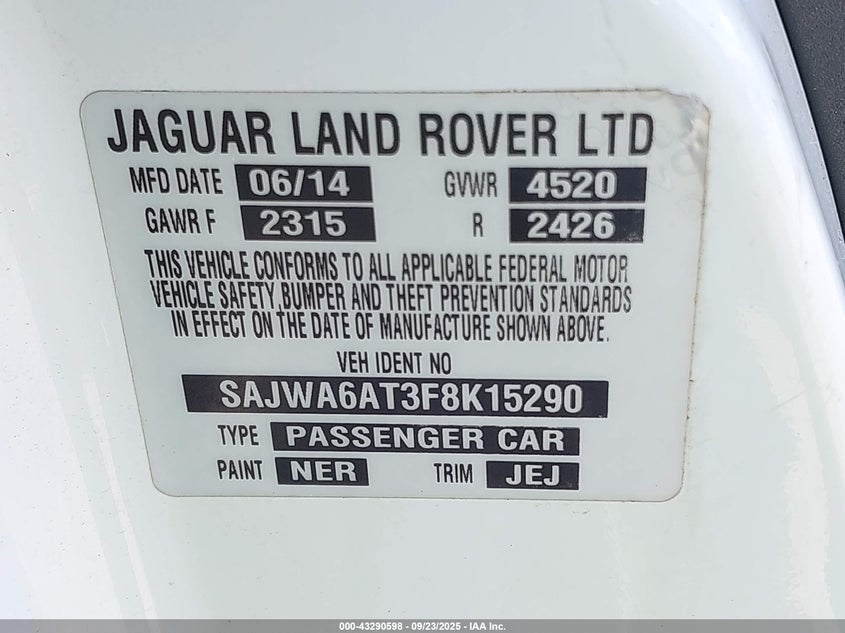 JAGUAR LAND ROVER LTD
MFD DATE 06/14 GVWR 4520
GAWR F 2315 R 2426
THIS VEHICLE CONFORMS TO ALL APPLICABLE FEDERAL MOTOR
VEHICLE SAFETY, BUMPER AND THEFT PREVENTION STANDARDS
IN EFFECT ON THE DATE OF MANUFACTURE SHOWN ABOVE.
VEH IDENT NO
SAJWA6AT3F8K15290
TYPE PASSENGER CAR
PAINT NER TRIM JEJ
000-43290598 - 09/23/2025 - IAA Inc.